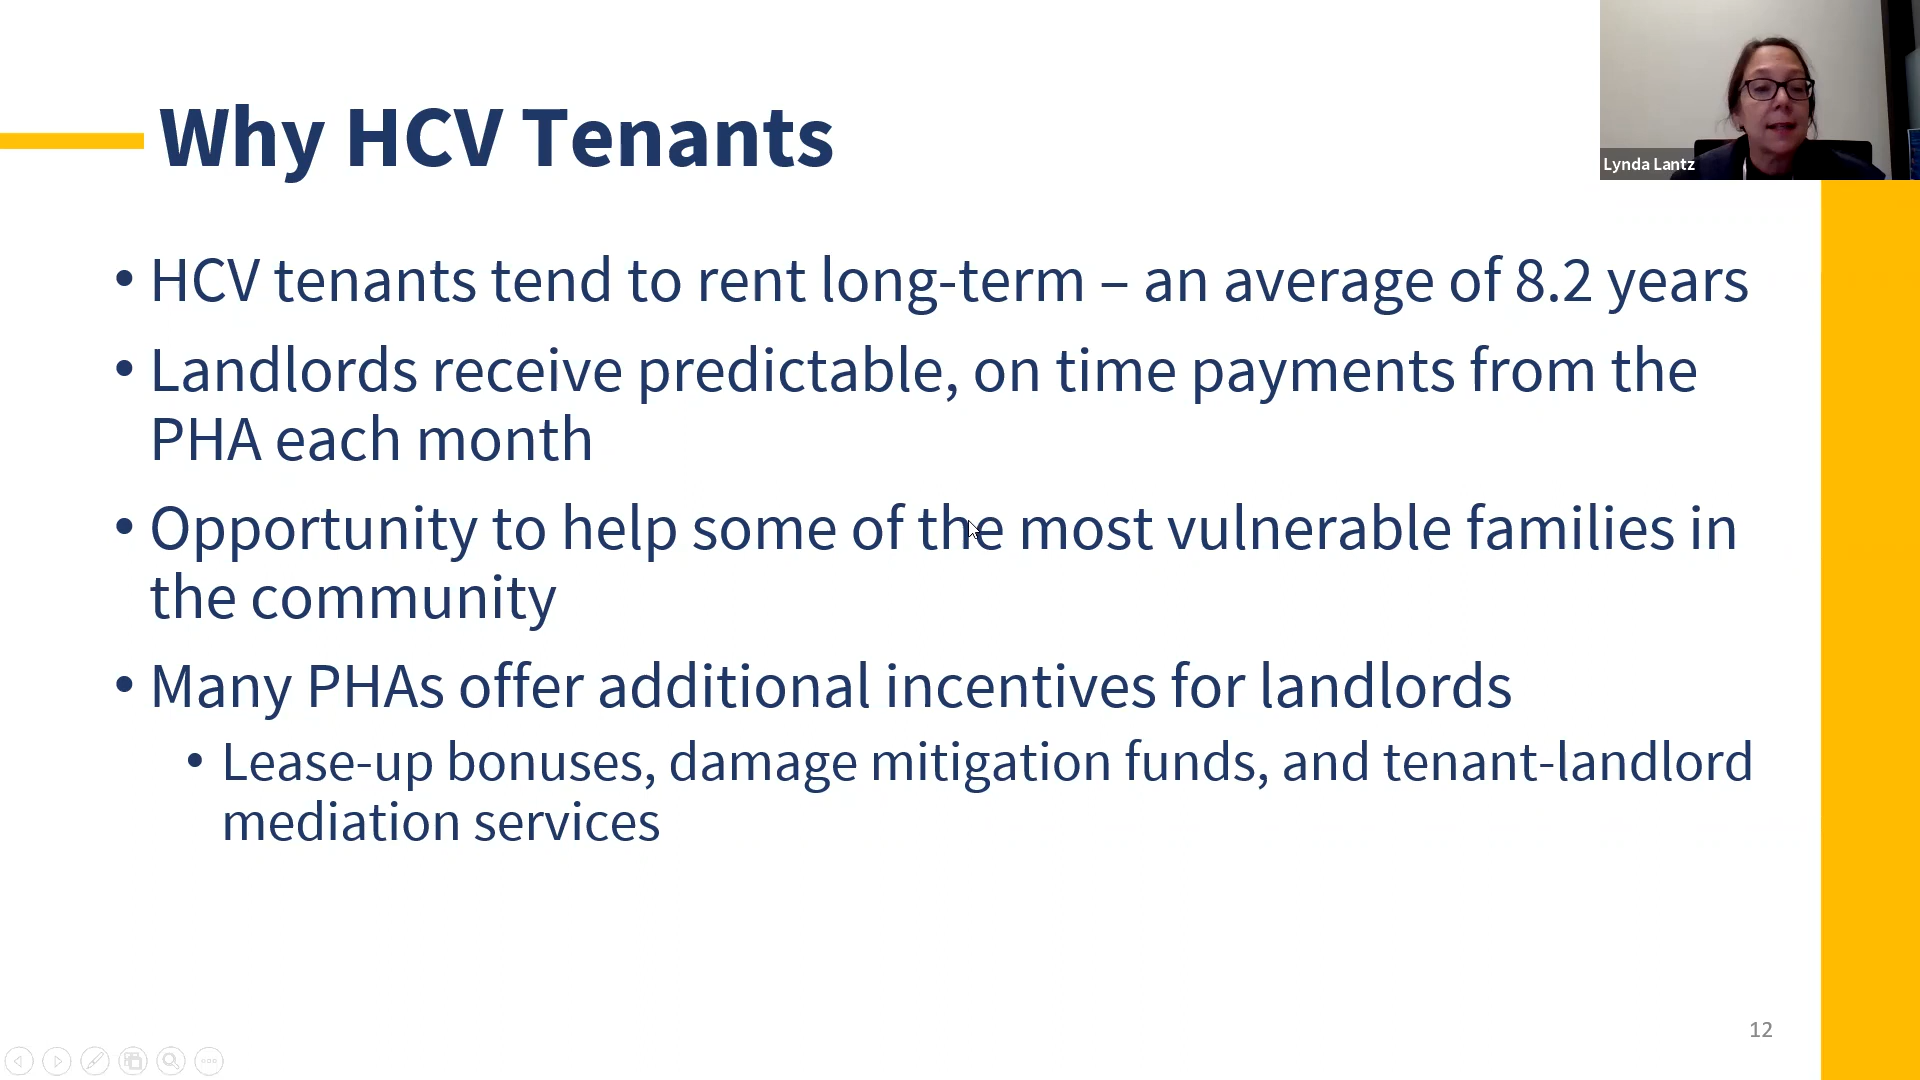 Why HCV Tenants
Lynda Lantz
• HCV tenants tend to rent long-term – an average of 8.2 years
• Landlords receive predictable, on time payments from the
PHA each month
• Opportunity to help some of the most vulnerable families in
the community
• Many PHAs offer additional incentives for landlords
• Lease-up bonuses, damage mitigation funds, and tenant-landlord
mediation services
12